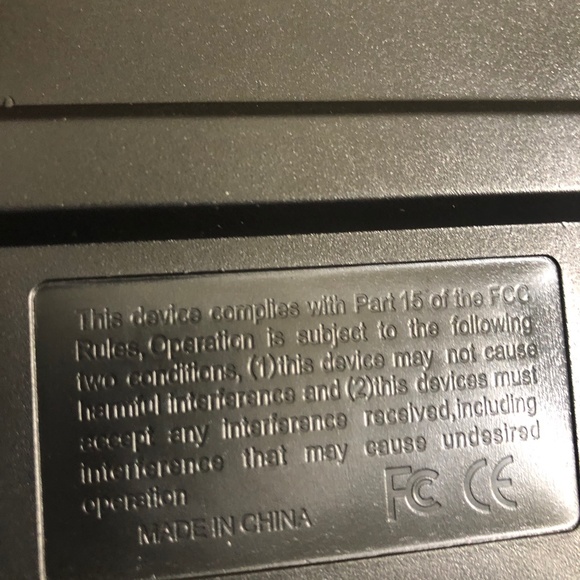 This device complies with Part 15 of the FCC
Rules, Operation is subject to the following
two conditions, (1)this device may not cause
harmful interference and (2)this devices must
accept any interference received,including
interference that may cause undesired
operation
FC CE
MADE IN CHINA